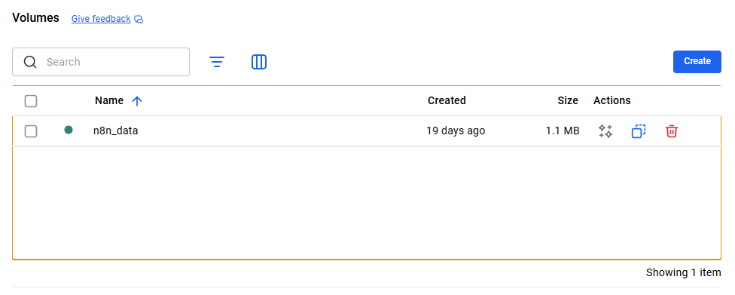 Volumes Give feedback
Search
Create
Name Created Size Actions
n8n_data 19 days ago 1.1 MB
Showing 1 item